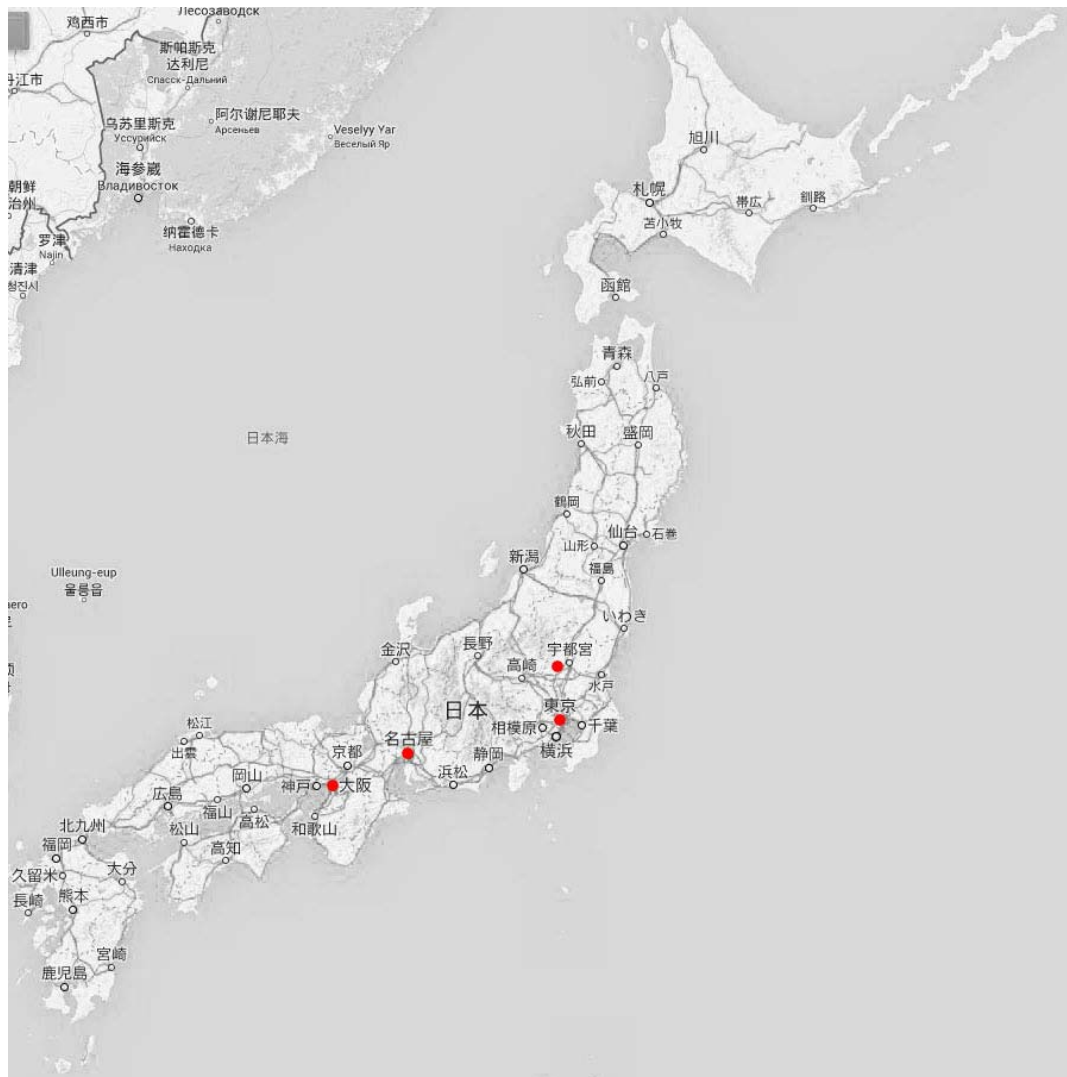 Лесозаводск
鸡西市
斯帕斯克
达利尼
Спасск-Дальний
丹江市
阿尔谢尼耶夫
Арсеньев
乌苏里斯克
Уссурийск
Veselyy Yar
Веселый Яр
海参崴
Владивосток
朝鲜
治州
纳霍德卡
Находка
罗津
Najin
清津
청진시
旭川
札幌
帯広
釧路
苫小牧
函館
青森
弘前
八戸
日本海
秋田
盛岡
鶴岡
仙台
石巻
山形
新潟
福島
Ulleung-eup
울릉읍
いわき
金沢
長野
宇都宮
高崎
水戸
日本
東京
相模原
千葉
横浜
松江
出雲
名古屋
京都
静岡
岡山
神戸
大阪
浜松
広島
福山
高松
和歌山
北九州
松山
福岡
高知
久留米
大分
長崎
熊本
宮崎
鹿児島